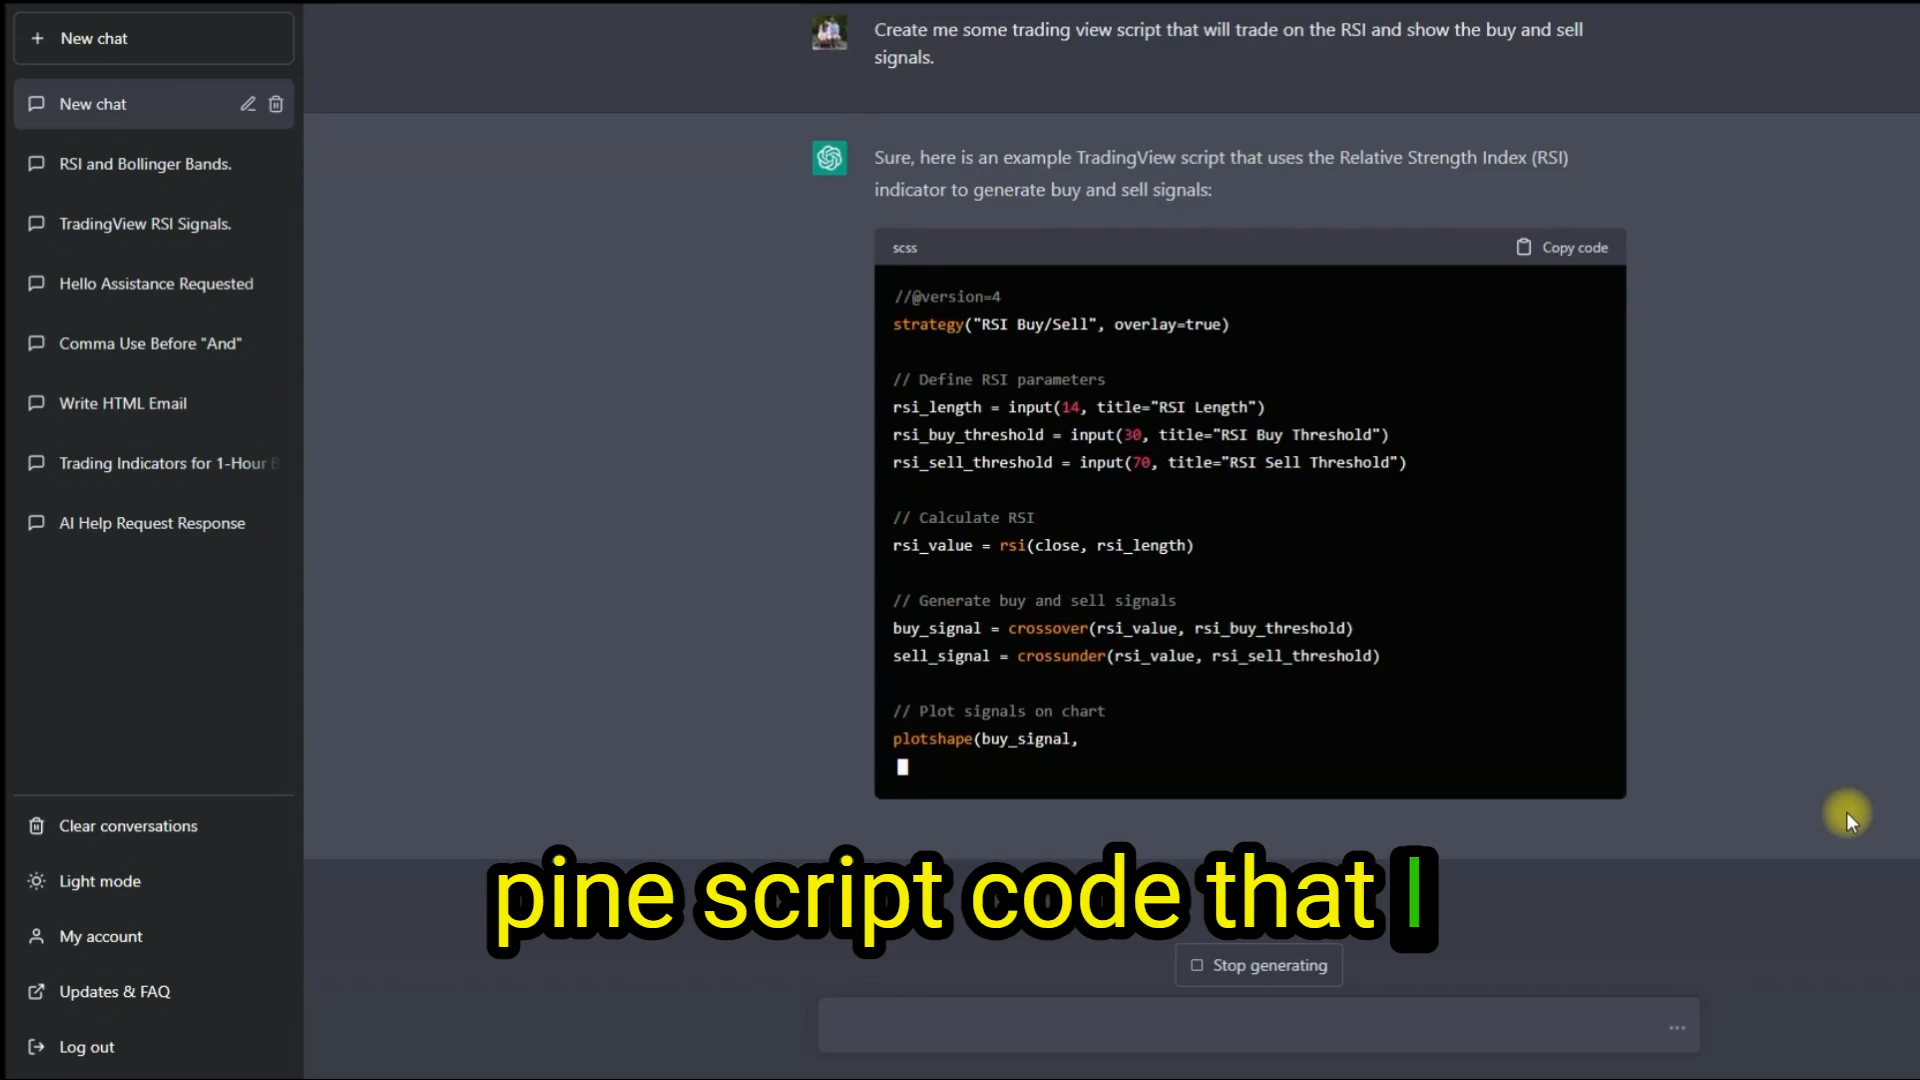 New chat
New chat
RSI and Bollinger Bands.
TradingView RSI Signals.
Hello Assistance Requested
Comma Use Before "And"
Write HTML Email
Trading Indicators for 1-Hour B
AI Help Request Response
Clear conversations
Light mode
My account
Updates & FAQ
Log out
Create me some trading view script that will trade on the RSI and show the buy and sell
signals.
Sure, here is an example TradingView script that uses the Relative Strength Index (RSI)
indicator to generate buy and sell signals:
scss
Copy code
//@version=4
strategy("RSI Buy/Sell", overlay=true)
// Define RSI parameters
rsi_length = input(14, title="RSI Length")
rsi_buy_threshold = input(30, title="RSI Buy Threshold")
rsi_sell_threshold = input(70, title="RSI Sell Threshold")
// Calculate RSI
rsi_value = rsi(close, rsi_length)
// Generate buy and sell signals
buy_signal = crossover(rsi_value, rsi_buy_threshold)
sell_signal = crossunder(rsi_value, rsi_sell_threshold)
// Plot signals on chart
plotshape(buy_signal,
pine script code that I
Stop generating